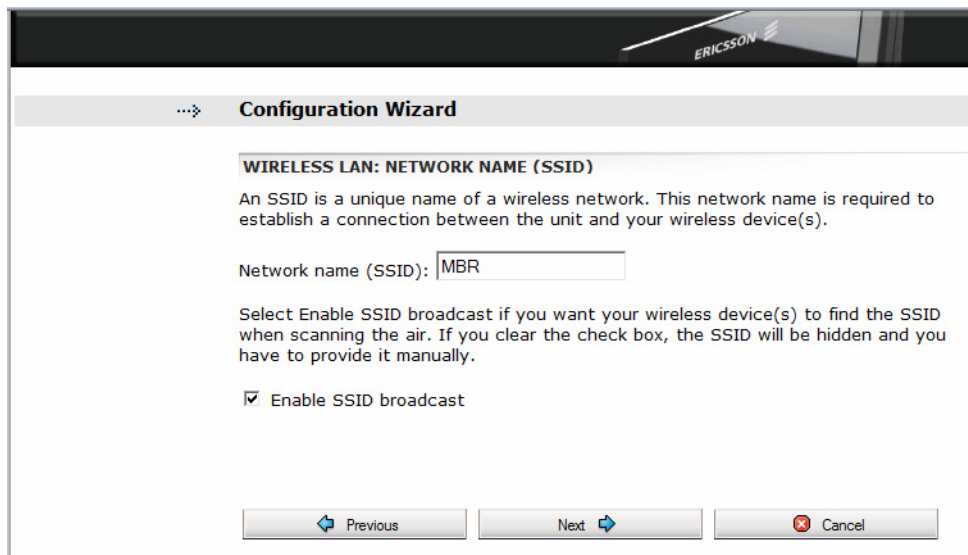 ERICSSON
Configuration Wizard
WIRELESS LAN: NETWORK NAME (SSID)
An SSID is a unique name of a wireless network. This network name is required to
establish a connection between the unit and your wireless device(s).
Network name (SSID): MBR
Select Enable SSID broadcast if you want your wireless device(s) to find the SSID
when scanning the air. If you clear the check box, the SSID will be hidden and you
have to provide it manually.
Enable SSID broadcast
Previous Next Cancel